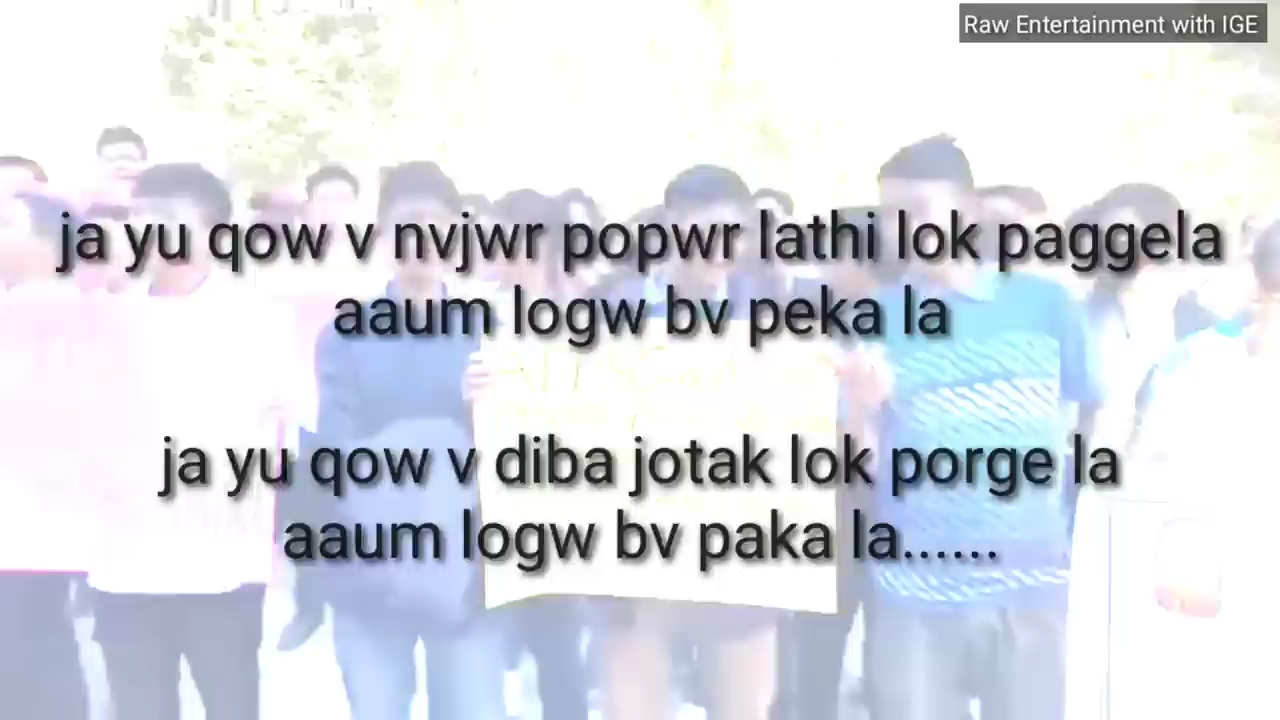 Raw Entertainment with IGE
ja yu qow v nvjwr popwr lathi lok paggela
aaum logw bv peka la
ja yu qow v diba jotak lok porge la
aaum logw bv paka la......